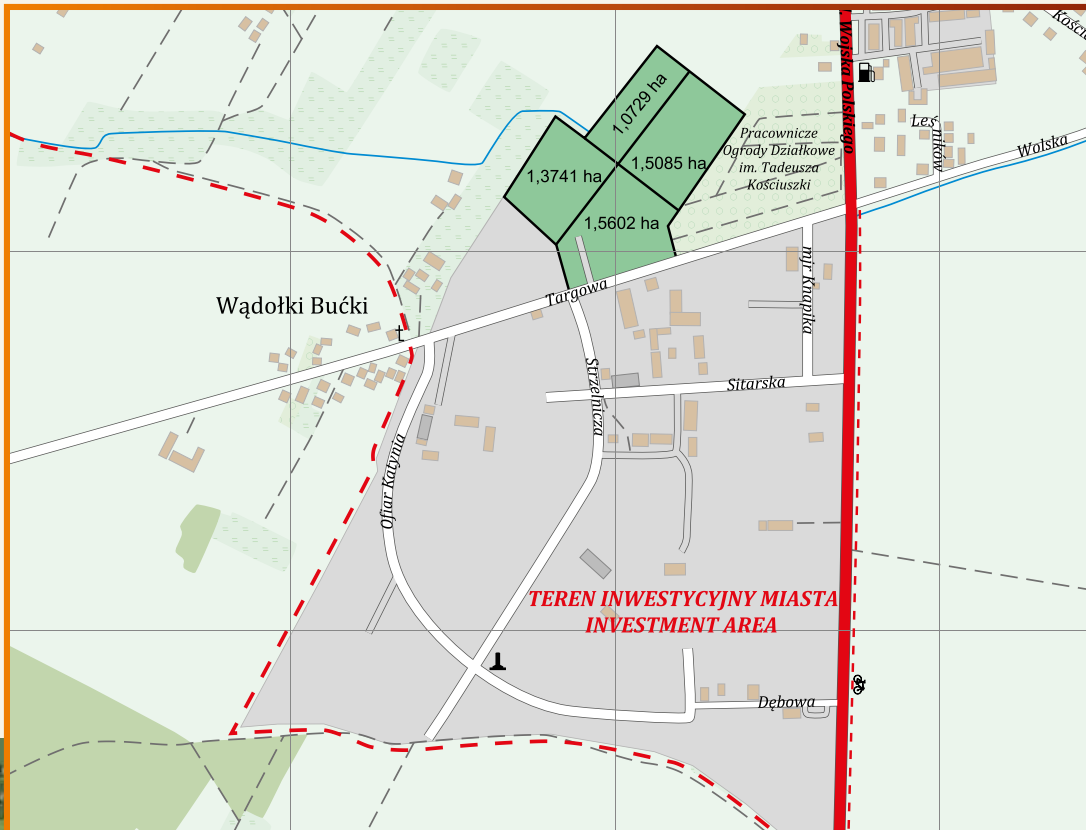 Kości
. Wojska Polskiego
1,0729 ha
Leśników
Wolska
Pracownicze
Ogrody Działkowe
im. Tadeusza
Kościuszki
1,5085 ha
1,3741 ha
1,5602 ha
mjr Knapika
Targowa
Wądołki Bućki
Strzelnicza
Sitarska
Ofiar Katynia
TEREN INWESTYCYJNY MIASTA
INVESTMENT AREA
Dębowa